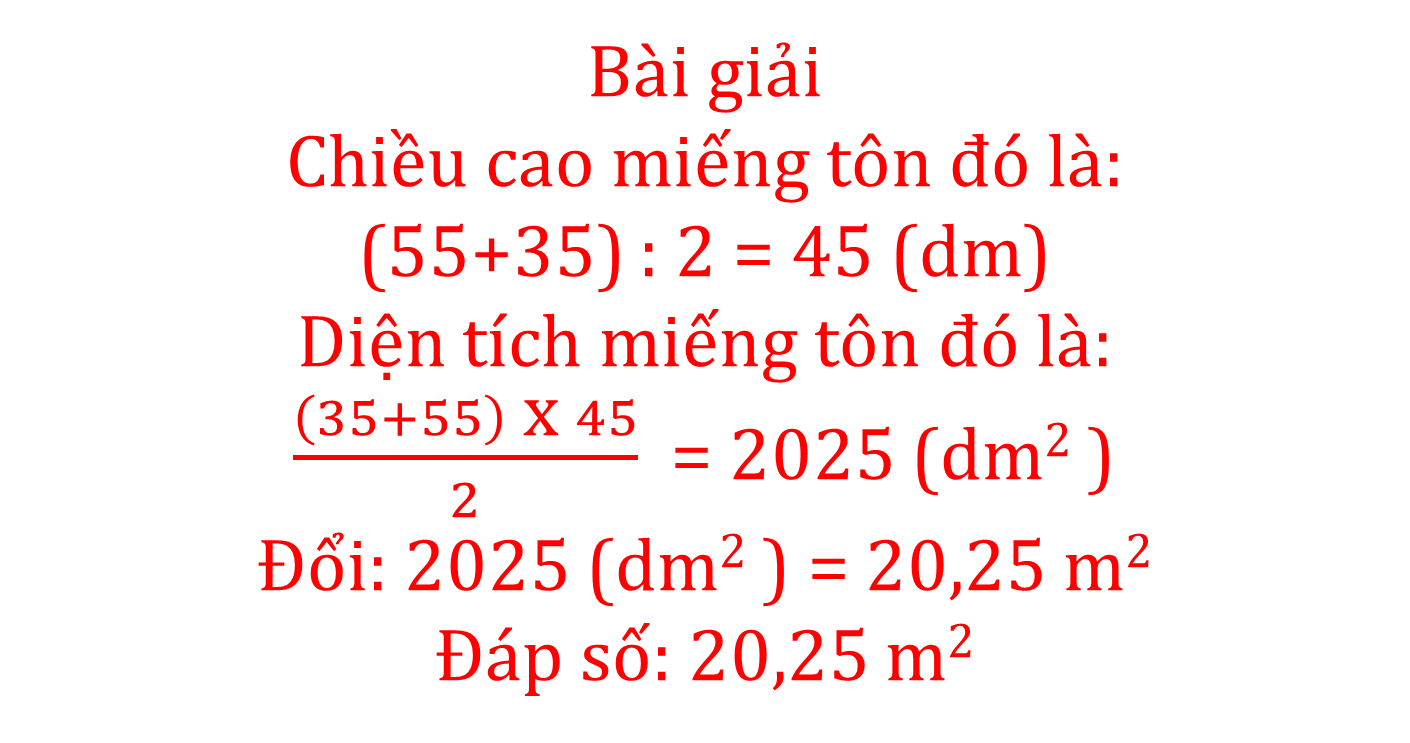 Bài giải
Chiều cao miếng tôn đó là:
(55+35) : 2 = 45 (dm)
Diện tích miếng tôn đó là:
(35+55) x 45 / 2 = 2025 (dm² )
Đổi: 2025 (dm² ) = 20,25 m²
Đáp số: 20,25 m²